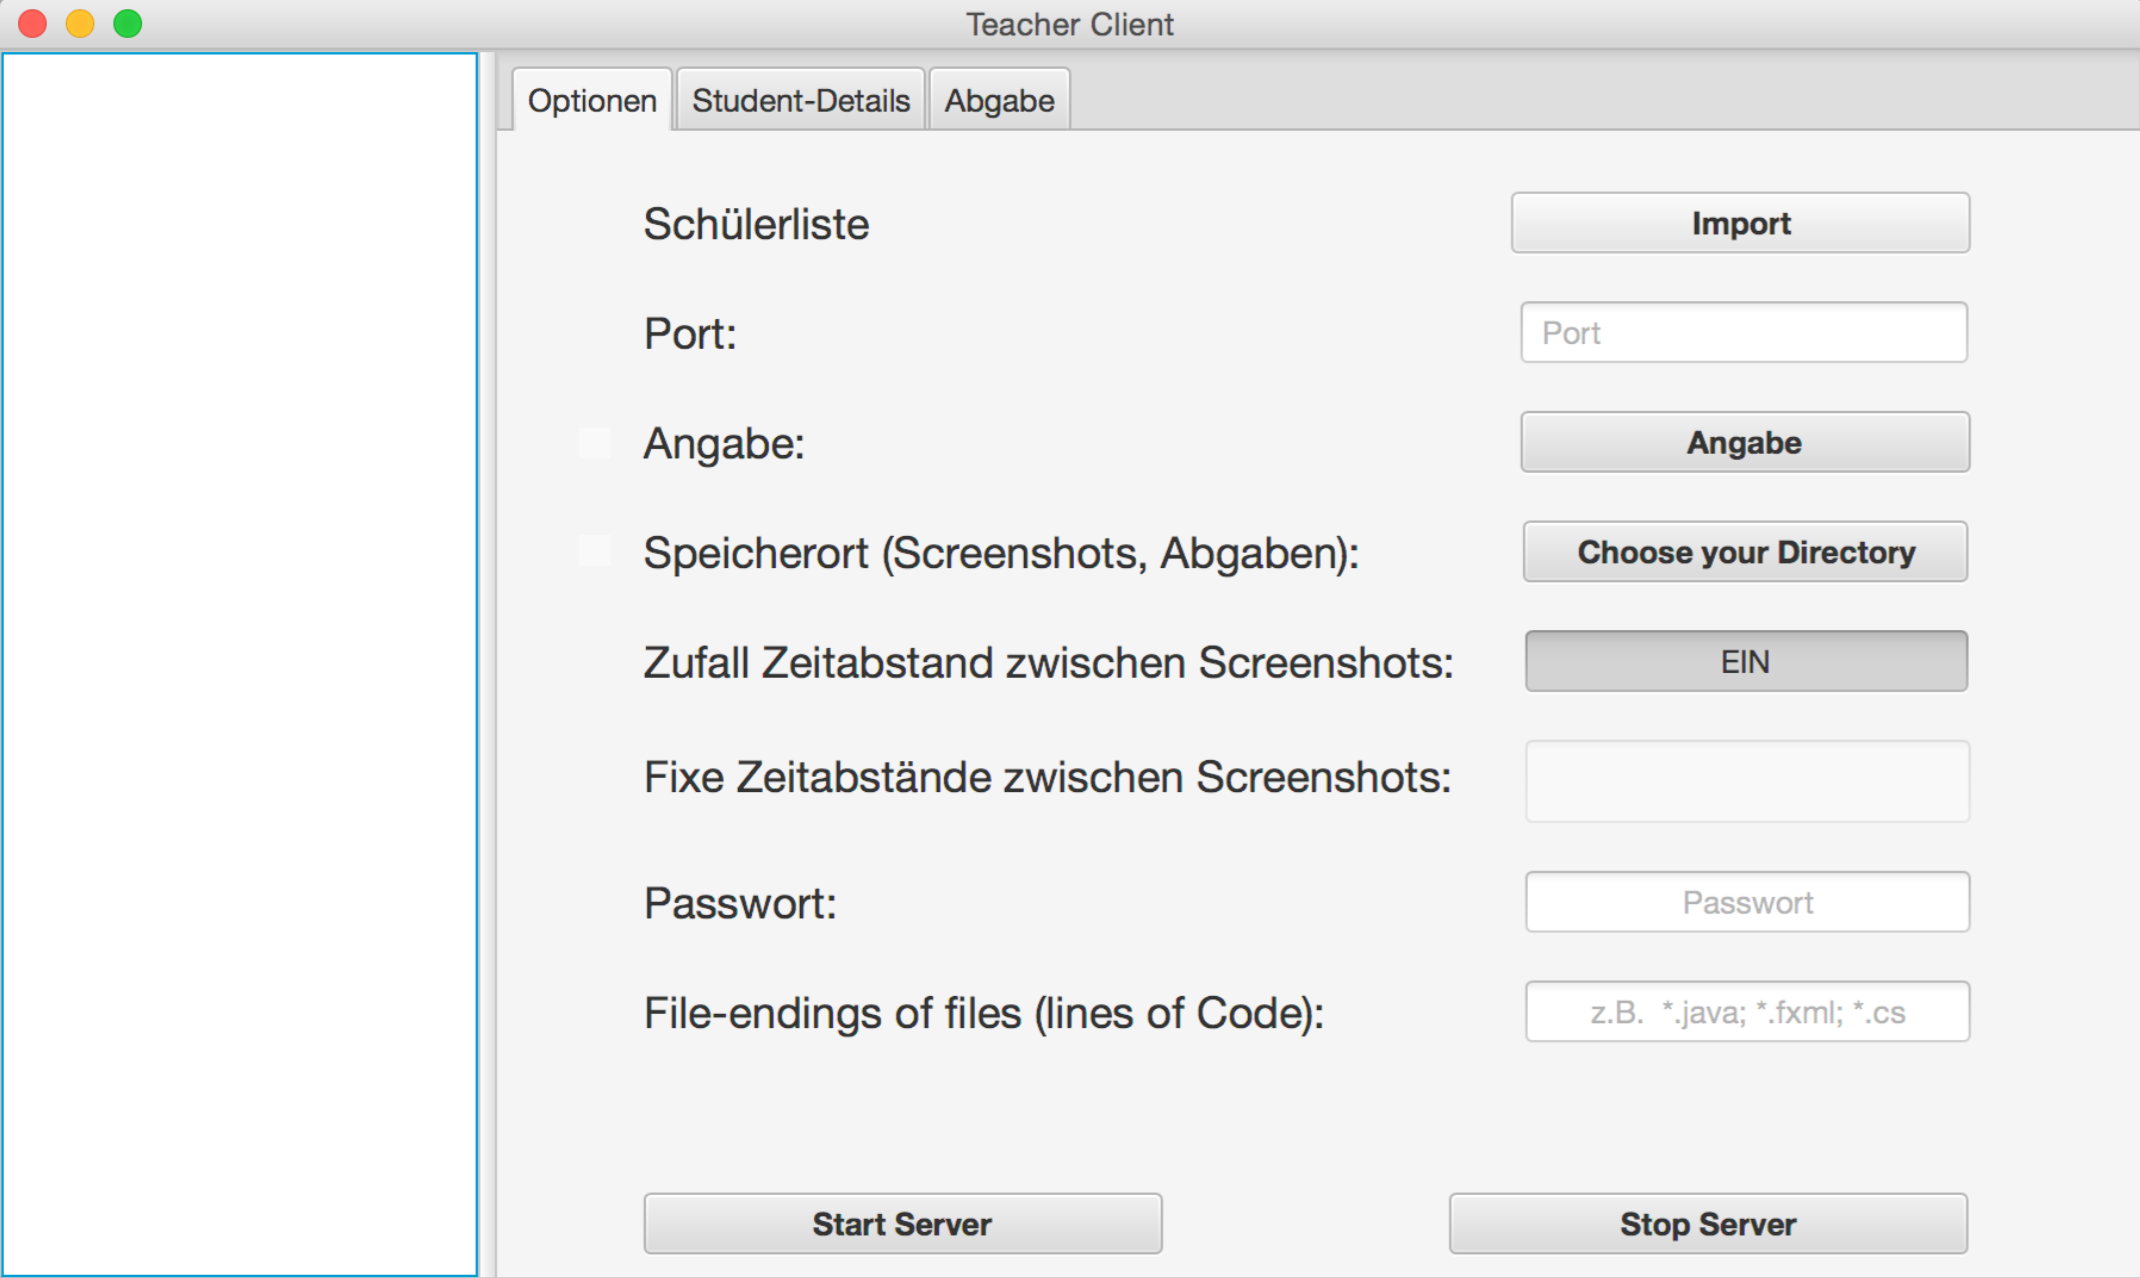 Teacher Client
Optionen Student-Details Abgabe
Schülerliste Import
Port: Port
Angabe: Angabe
Speicherort (Screenshots, Abgaben): Choose your Directory
Zufall Zeitabstand zwischen Screenshots: EIN
Fixe Zeitabstände zwischen Screenshots:
Passwort: Passwort
File-endings of files (lines of Code): z.B. *.java; *.fxml; *.cs
Start Server Stop Server